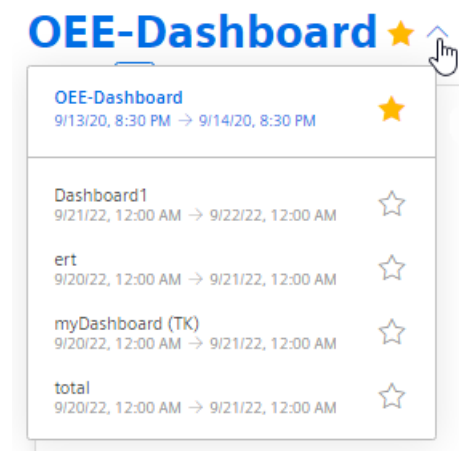 OEE-Dashboard
OEE-Dashboard
9/13/20, 8:30 PM → 9/14/20, 8:30 PM
Dashboard1
9/21/22, 12:00 AM → 9/22/22, 12:00 AM
ert
9/20/22, 12:00 AM → 9/21/22, 12:00 AM
myDashboard (TK)
9/20/22, 12:00 AM → 9/21/22, 12:00 AM
total
9/20/22, 12:00 AM → 9/21/22, 12:00 AM